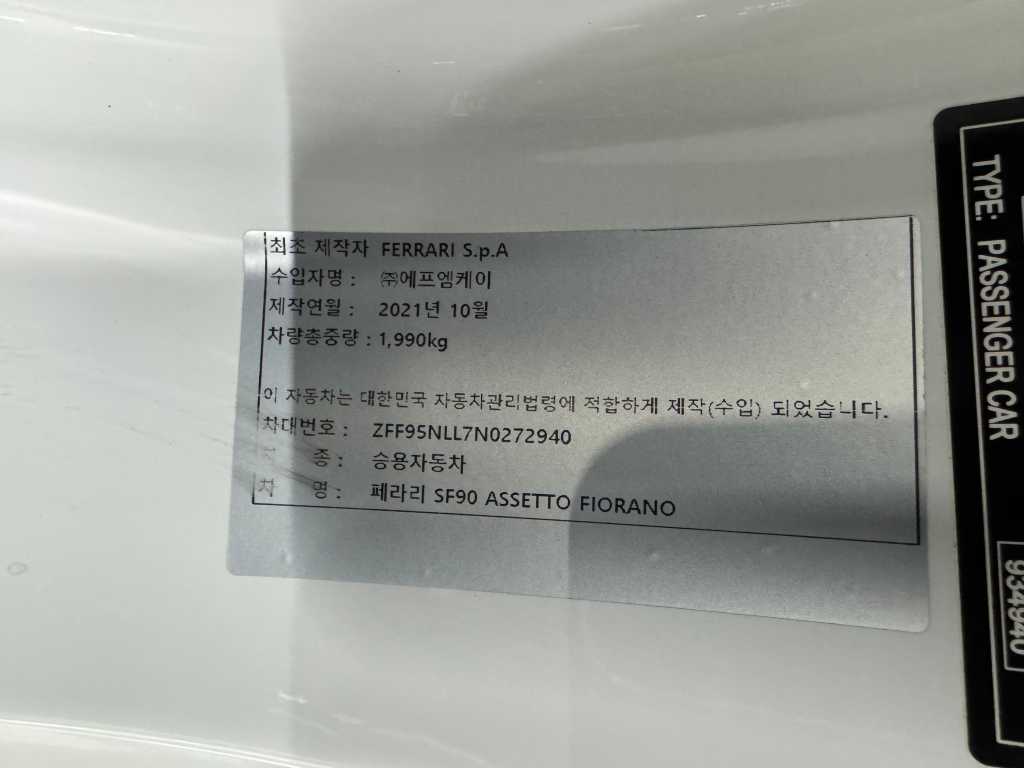 최초 제작자 FERRARI S.p.A
수입자명 : ㈜에프엠케이
제작연월 : 2021년 10월
차량총중량 : 1,990kg
이 자동차는 대한민국 자동차관리법령에 적합하게 제작(수입) 되었습니다.
차대번호 : ZFF95NLL7N0272940
종 : 승용자동차
차 명 : 페라리 SF90 ASSETTO FIORANO
TYPE: PASSENGER CAR
934940